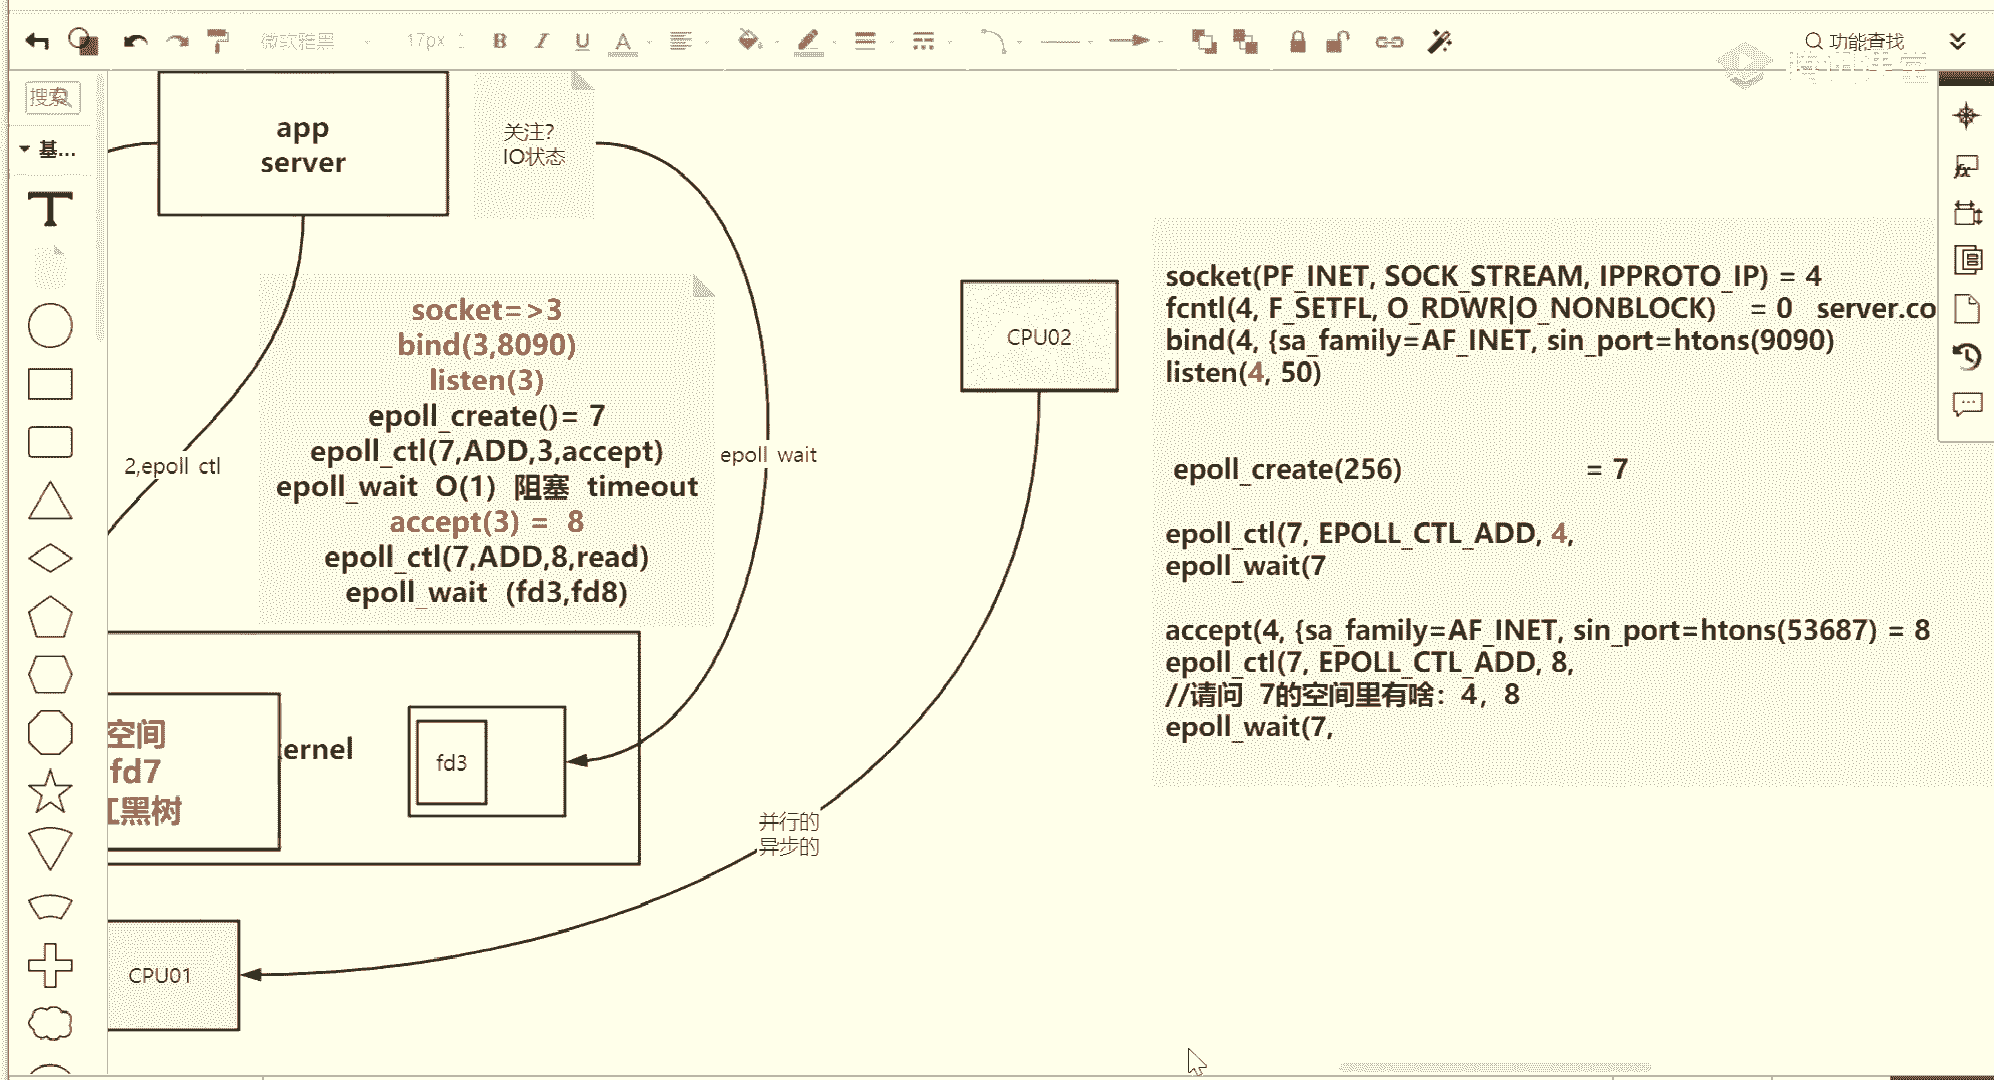 微软雅黑
17px
B I U A
功能查找
腾讯课堂
搜索
基...
T
app
server
关注?
IO状态
socket=>3
bind(3,8090)
listen(3)
epoll_create()= 7
epoll_ctl(7,ADD,3,accept)
epoll_wait O(1) 阻塞 timeout
accept(3) = 8
epoll_ctl(7,ADD,8,read)
epoll_wait (fd3,fd8)
2,epoll ctl
epoll wait
CPU02
socket(PF_INET, SOCK_STREAM, IPPROTO_IP) = 4
fcntl(4, F_SETFL, O_RDWR|O_NONBLOCK) = 0 server.co
bind(4, {sa_family=AF_INET, sin_port=htons(9090)
listen(4, 50)
epoll_create(256) = 7
epoll_ctl(7, EPOLL_CTL_ADD, 4,
epoll_wait(7
accept(4, {sa_family=AF_INET, sin_port=htons(53687) = 8
epoll_ctl(7, EPOLL_CTL_ADD, 8,
//请问 7的空间里有啥：4，8
epoll_wait(7,
空间
fd7
红黑树
ernel
fd3
并行的
异步的
CPU01